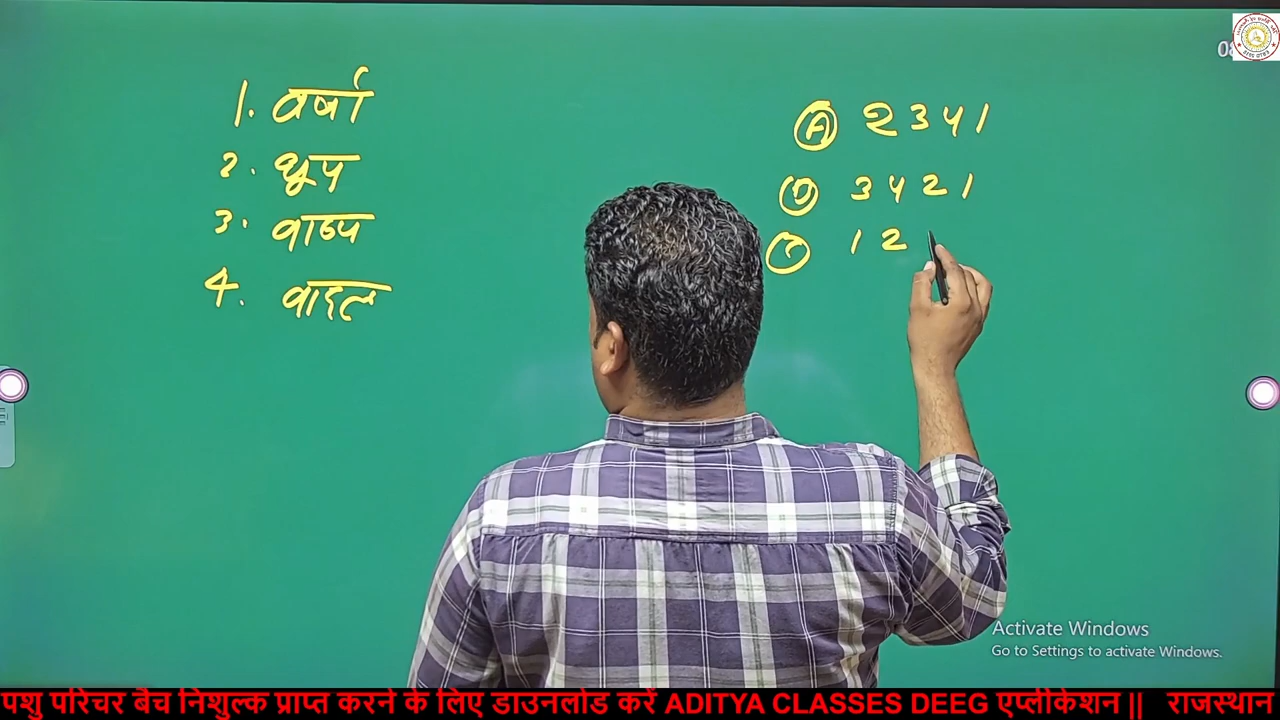 1. वर्षा
2. धूप
3. वाष्प
4. बादल
A 2 3 4 1
3 4 2 1
C 1 2
08
Activate Windows
Go to Settings to activate Windows.
पशु परिचर बैच निशुल्क प्राप्त करने के लिए डाउनलोड करें ADITYA CLASSES DEEG एप्लीकेशन || राजस्थान